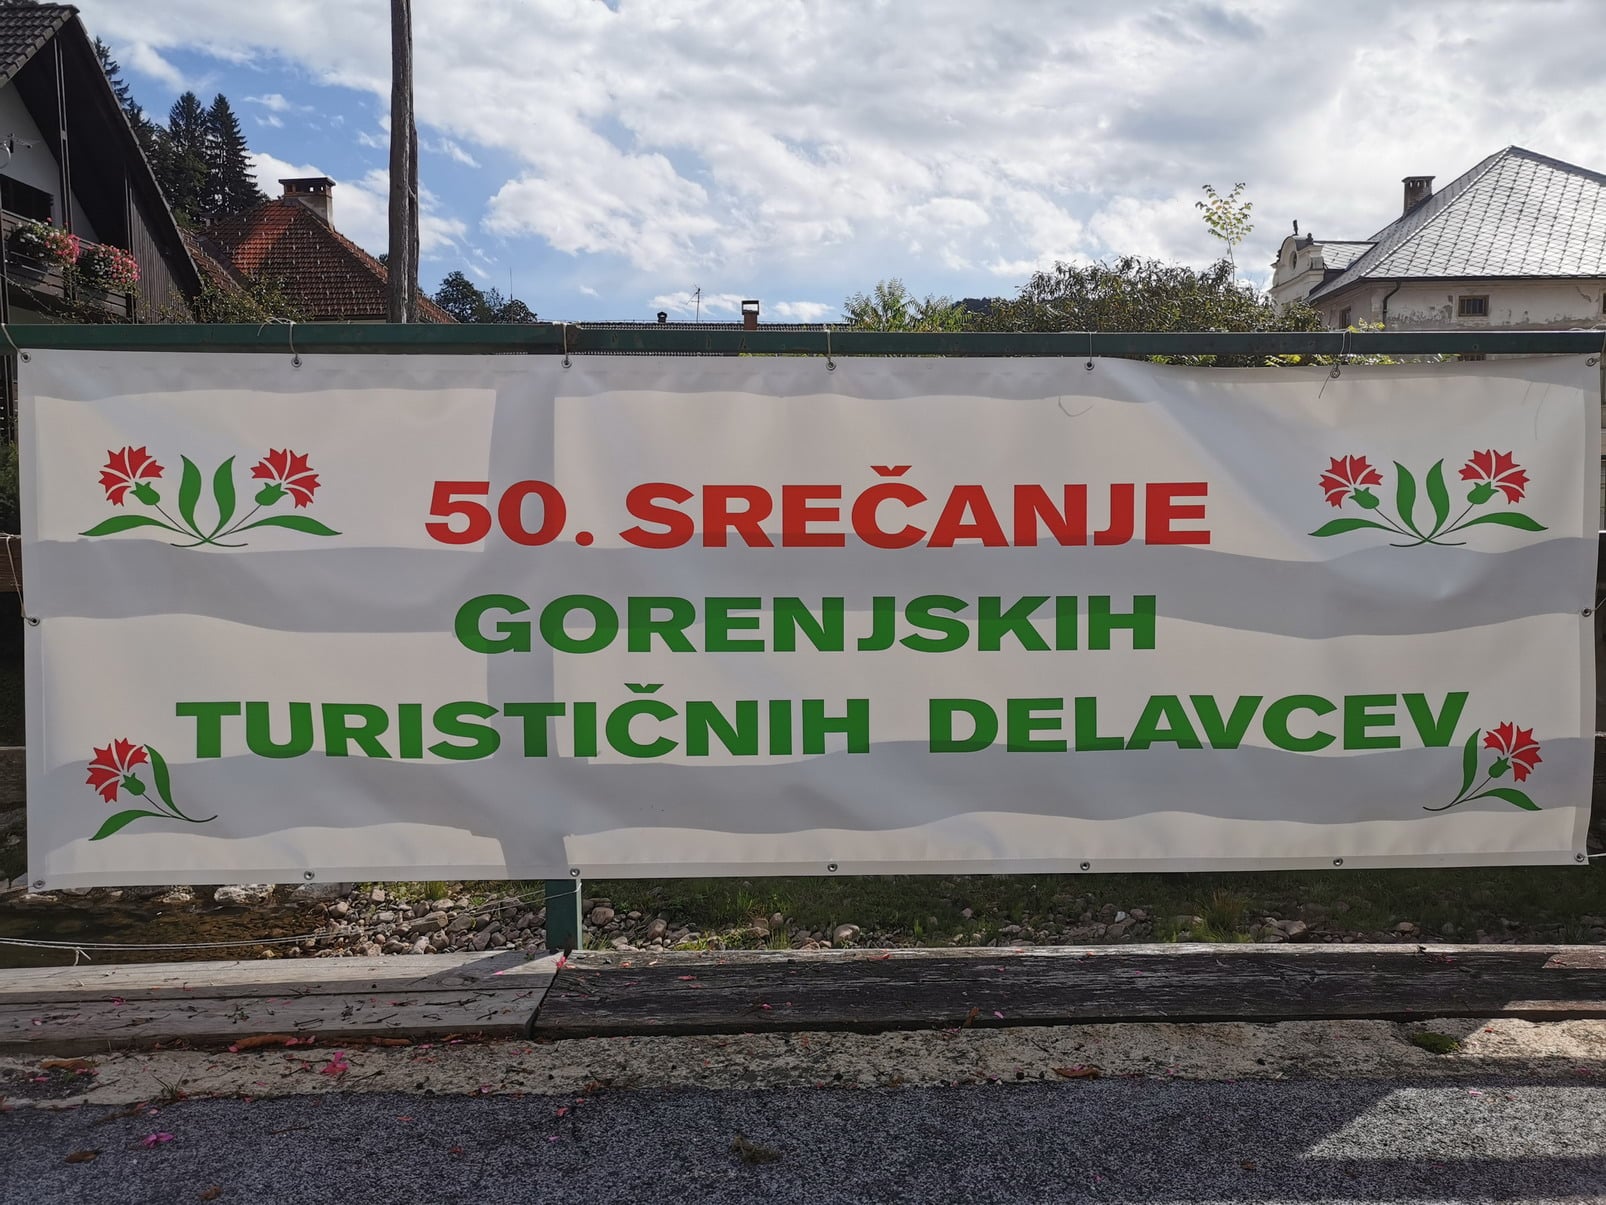 50. SREČANJE
GORENJSKIH
TURISTIČNIH DELAVCEV